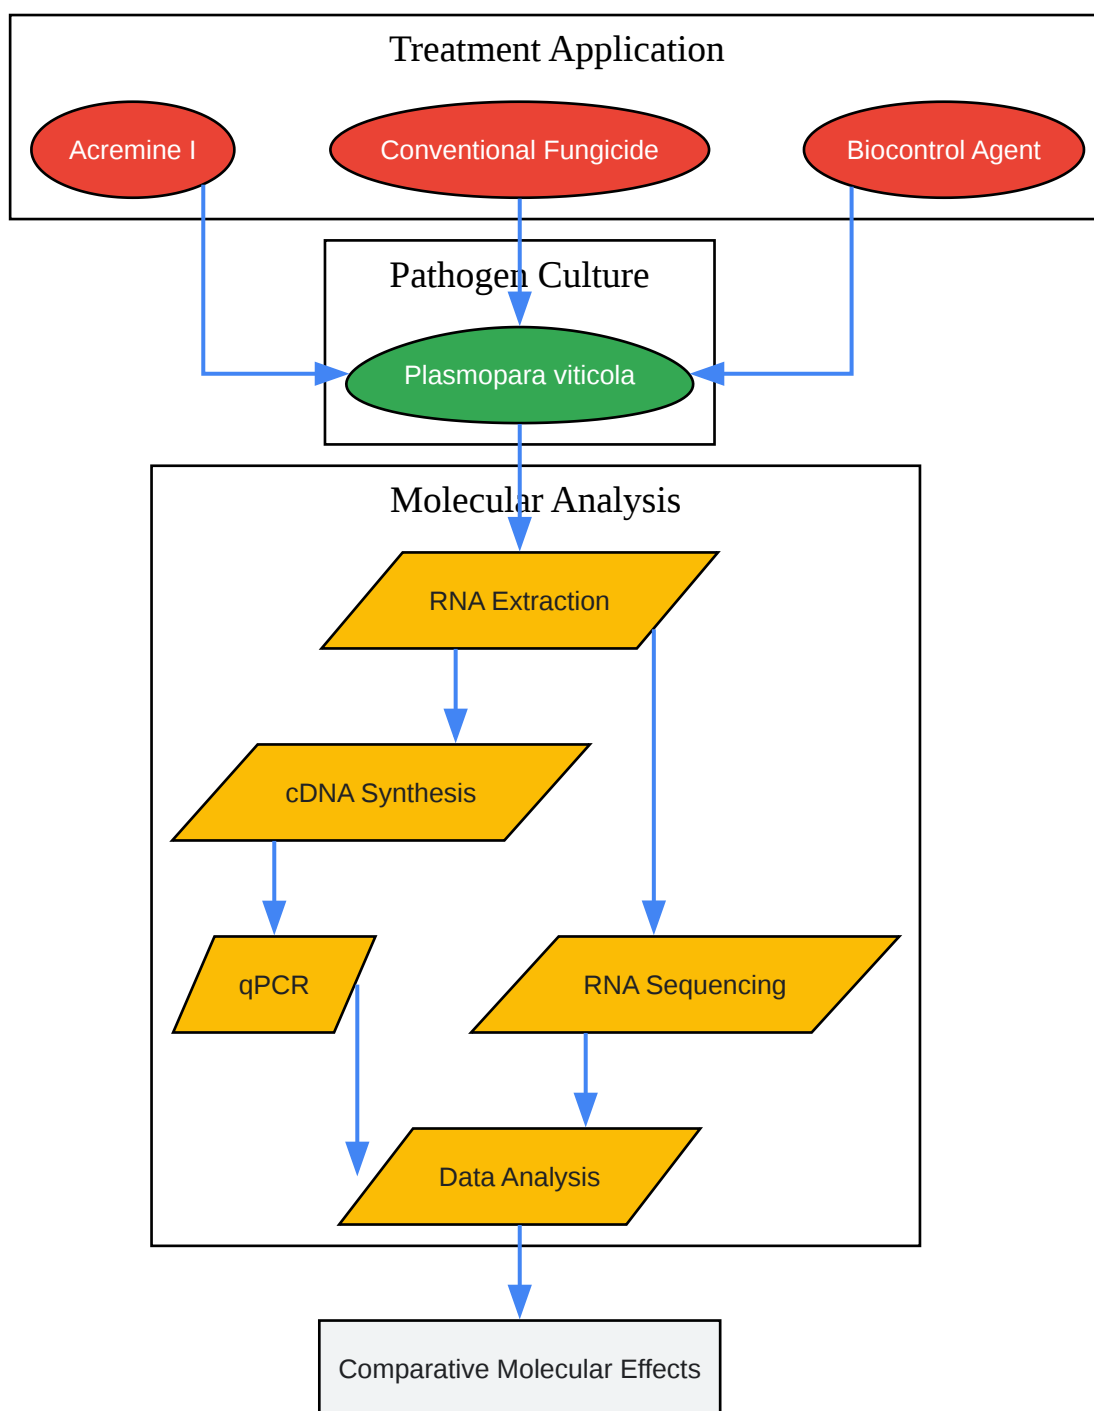 Treatment Application
Acremine I
Conventional Fungicide
Biocontrol Agent
Pathogen Culture
Plasmopara viticola
Molecular Analysis
RNA Extraction
cDNA Synthesis
qPCR
RNA Sequencing
Data Analysis
Comparative Molecular Effects